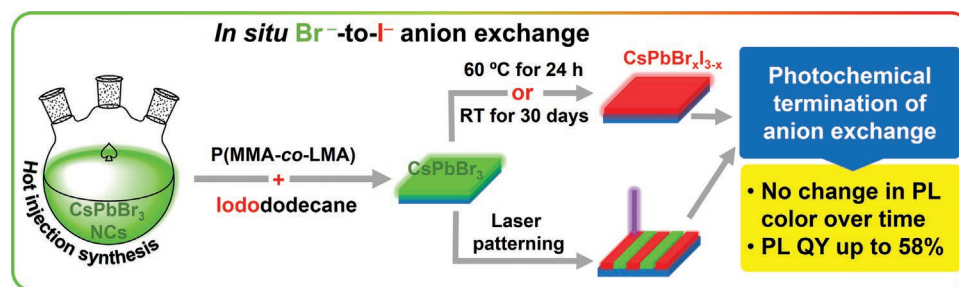 In situ Br⁻-to-I⁻ anion exchange
Hot injection synthesis
CsPbBr₃
NCs
P(MMA-co-LMA)
+
Iodododecane
CsPbBr₃
60 ºC for 24 h
or
RT for 30 days
CsPbBrₓI₃₋ₓ
Laser
patterning
Photochemical
termination of
anion exchange
• No change in PL
color over time
• PL QY up to 58%